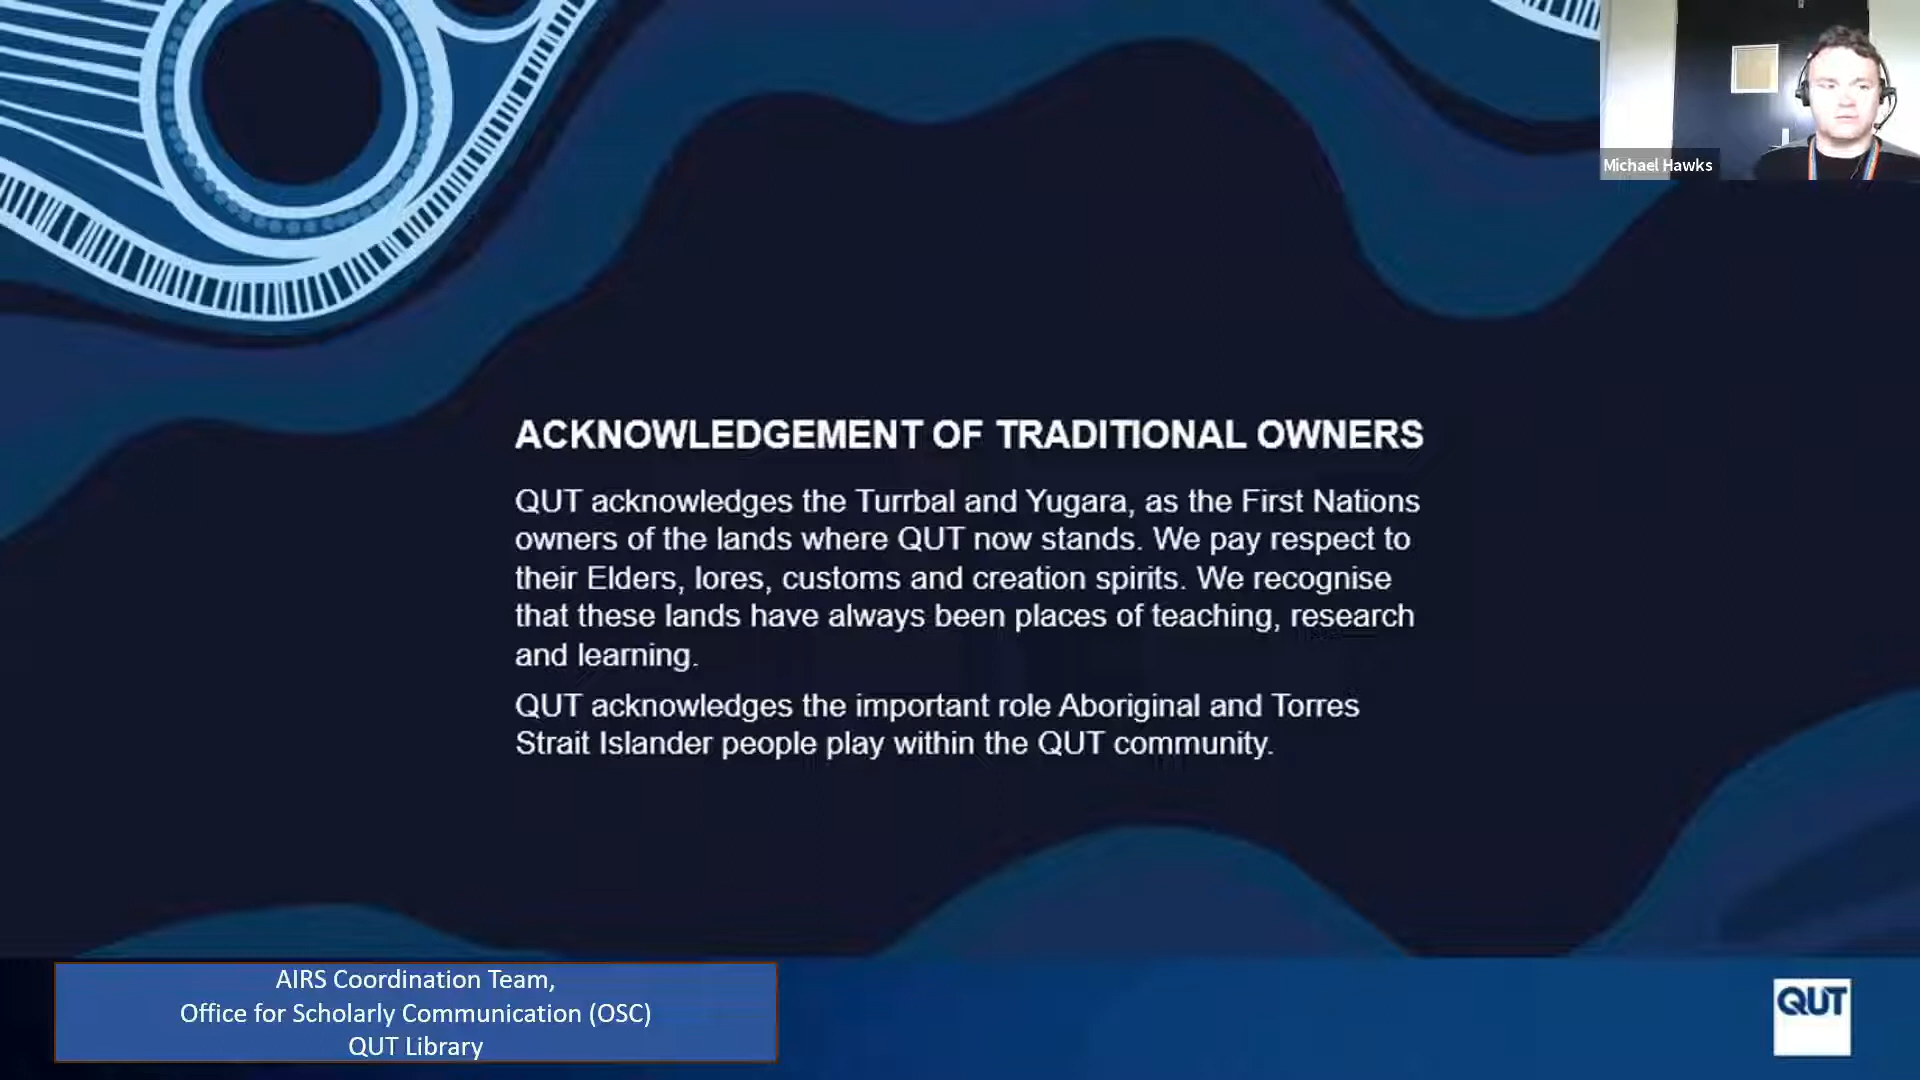 Michael Hawks
ACKNOWLEDGEMENT OF TRADITIONAL OWNERS
QUT acknowledges the Turrbal and Yugara, as the First Nations
owners of the lands where QUT now stands. We pay respect to
their Elders, lores, customs and creation spirits. We recognise
that these lands have always been places of teaching, research
and learning.
QUT acknowledges the important role Aboriginal and Torres
Strait Islander people play within the QUT community.
AIRS Coordination Team,
Office for Scholarly Communication (OSC)
QUT Library
QUT